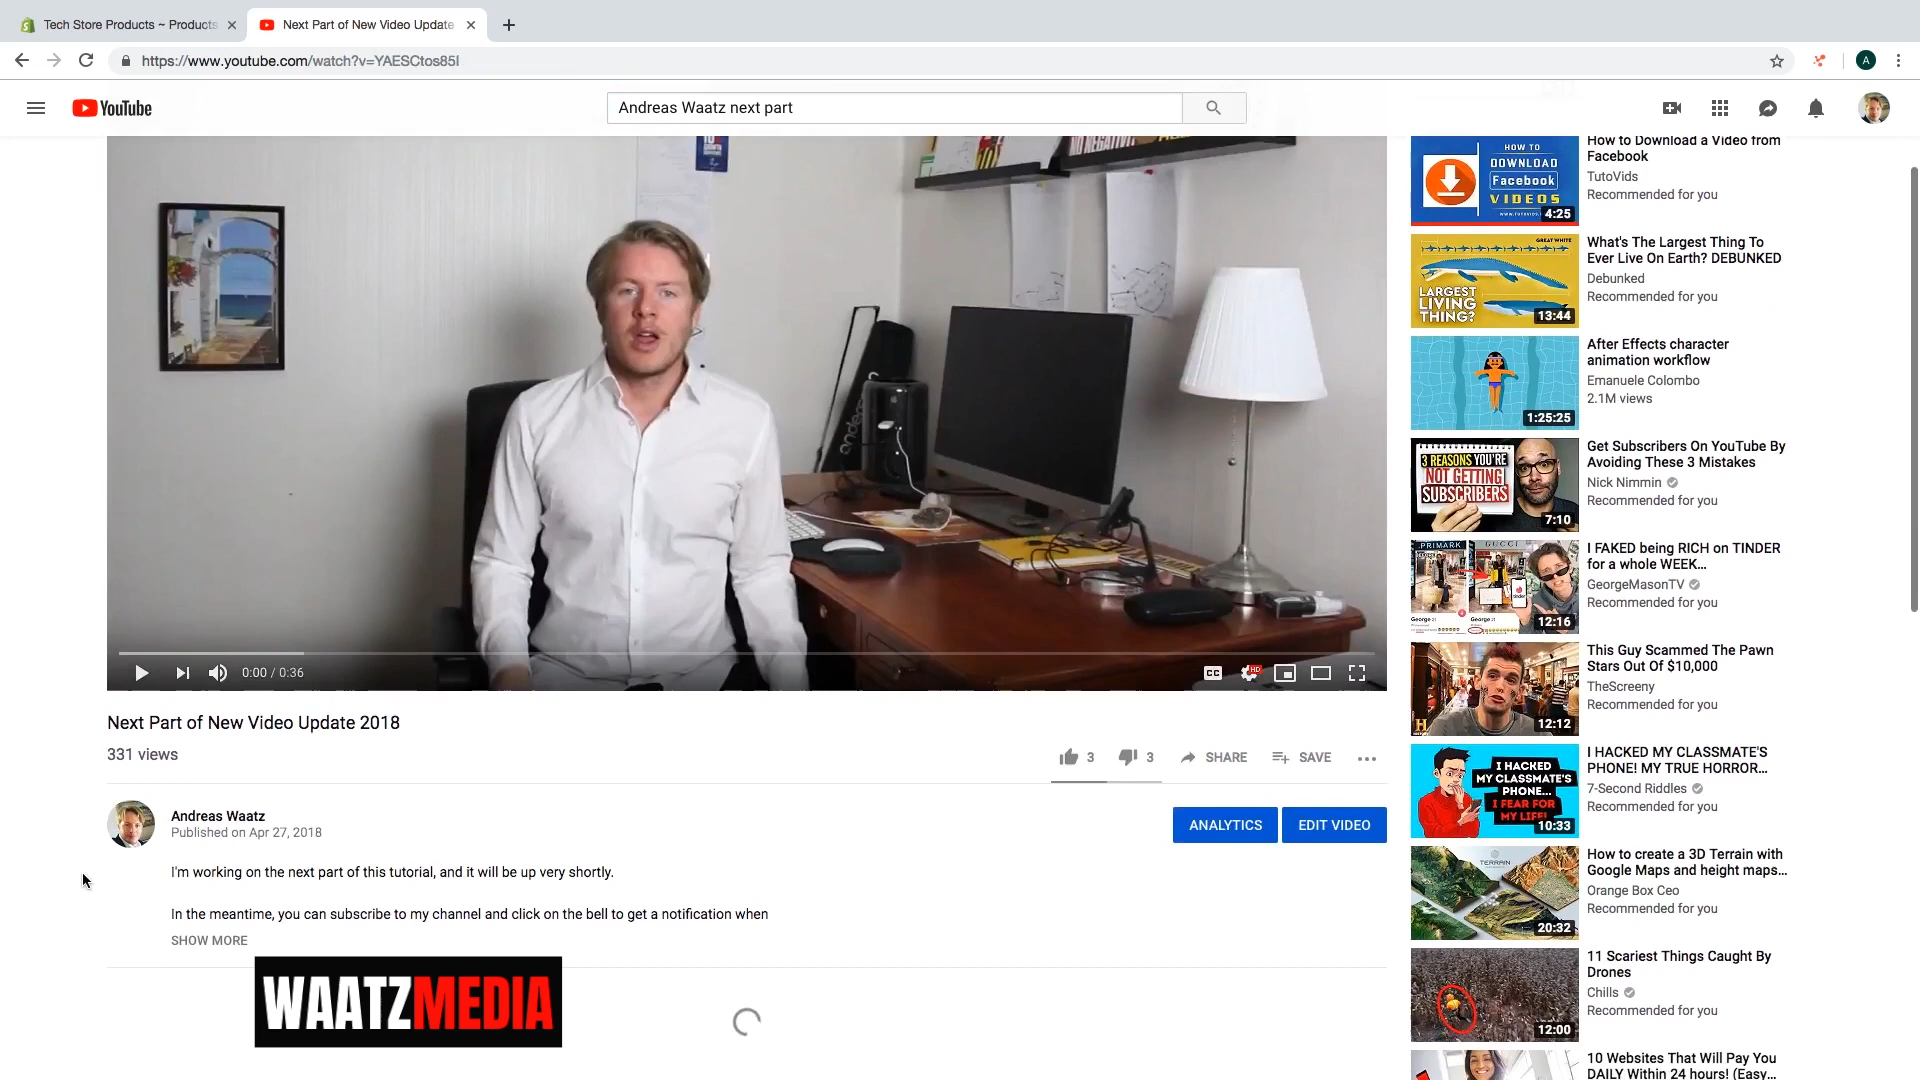 Tech Store Products ~ Products
Next Part of New Video Update
https://www.youtube.com/watch?v=YAESCtos85I
A
YouTube
Andreas Waatz next part
0:00 / 0:36
CC
HD
Next Part of New Video Update 2018
331 views
3
3
SHARE
SAVE
Andreas Waatz
Published on Apr 27, 2018
ANALYTICS
EDIT VIDEO
I'm working on the next part of this tutorial, and it will be up very shortly.
In the meantime, you can subscribe to my channel and click on the bell to get a notification when
SHOW MORE
WAATZMEDIA
HOW TO
DOWNLOAD
Facebook
VIDEOS
4:25
How to Download a Video from
Facebook
TutoVids
Recommended for you
GREAT WHITE
LARGEST
LIVING
THING?
13:44
What's The Largest Thing To
Ever Live On Earth? DEBUNKED
Debunked
Recommended for you
1:25:25
After Effects character
animation workflow
Emanuele Colombo
2.1M views
3 REASONS YOU'RE
NOT GETTING
SUBSCRIBERS
7:10
Get Subscribers On YouTube By
Avoiding These 3 Mistakes
Nick Nimmin
Recommended for you
PRIMARK
GUCCI
tinder
12:16
I FAKED being RICH on TINDER
for a whole WEEK...
GeorgeMasonTV
Recommended for you
H
12:12
This Guy Scammed The Pawn
Stars Out Of $10,000
TheScreeny
Recommended for you
I HACKED
MY CLASSMATE'S
PHONE...
I FEAR FOR
MY LIFE!
10:33
I HACKED MY CLASSMATE'S
PHONE! MY TRUE HORROR...
7-Second Riddles
Recommended for you
TERRAIN
20:32
How to create a 3D Terrain with
Google Maps and height maps...
Orange Box Ceo
Recommended for you
12:00
11 Scariest Things Caught By
Drones
Chills
Recommended for you
10 Websites That Will Pay You
DAILY Within 24 hours! (Easy...